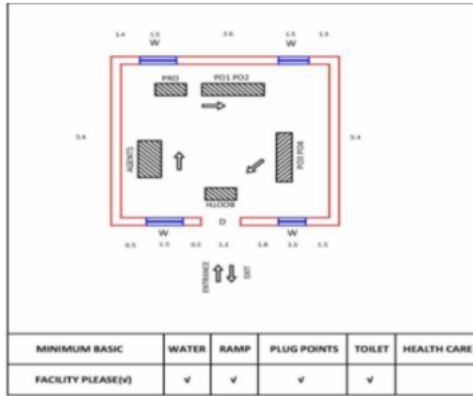 1.4 1.5 2.6 1.5 1.5
W W
PRO PO1 PO2
5.4 5.4
AGENTS PO3 PO4
BOOTH
W D W
0.5 1.5 0.5 1.2 1.8 1.5 1.5
ENTRANCE EXIT
MINIMUM BASIC WATER RAMP PLUG POINTS TOILET HEALTH CARE
FACILITY PLEASE(√) √ √ √ √